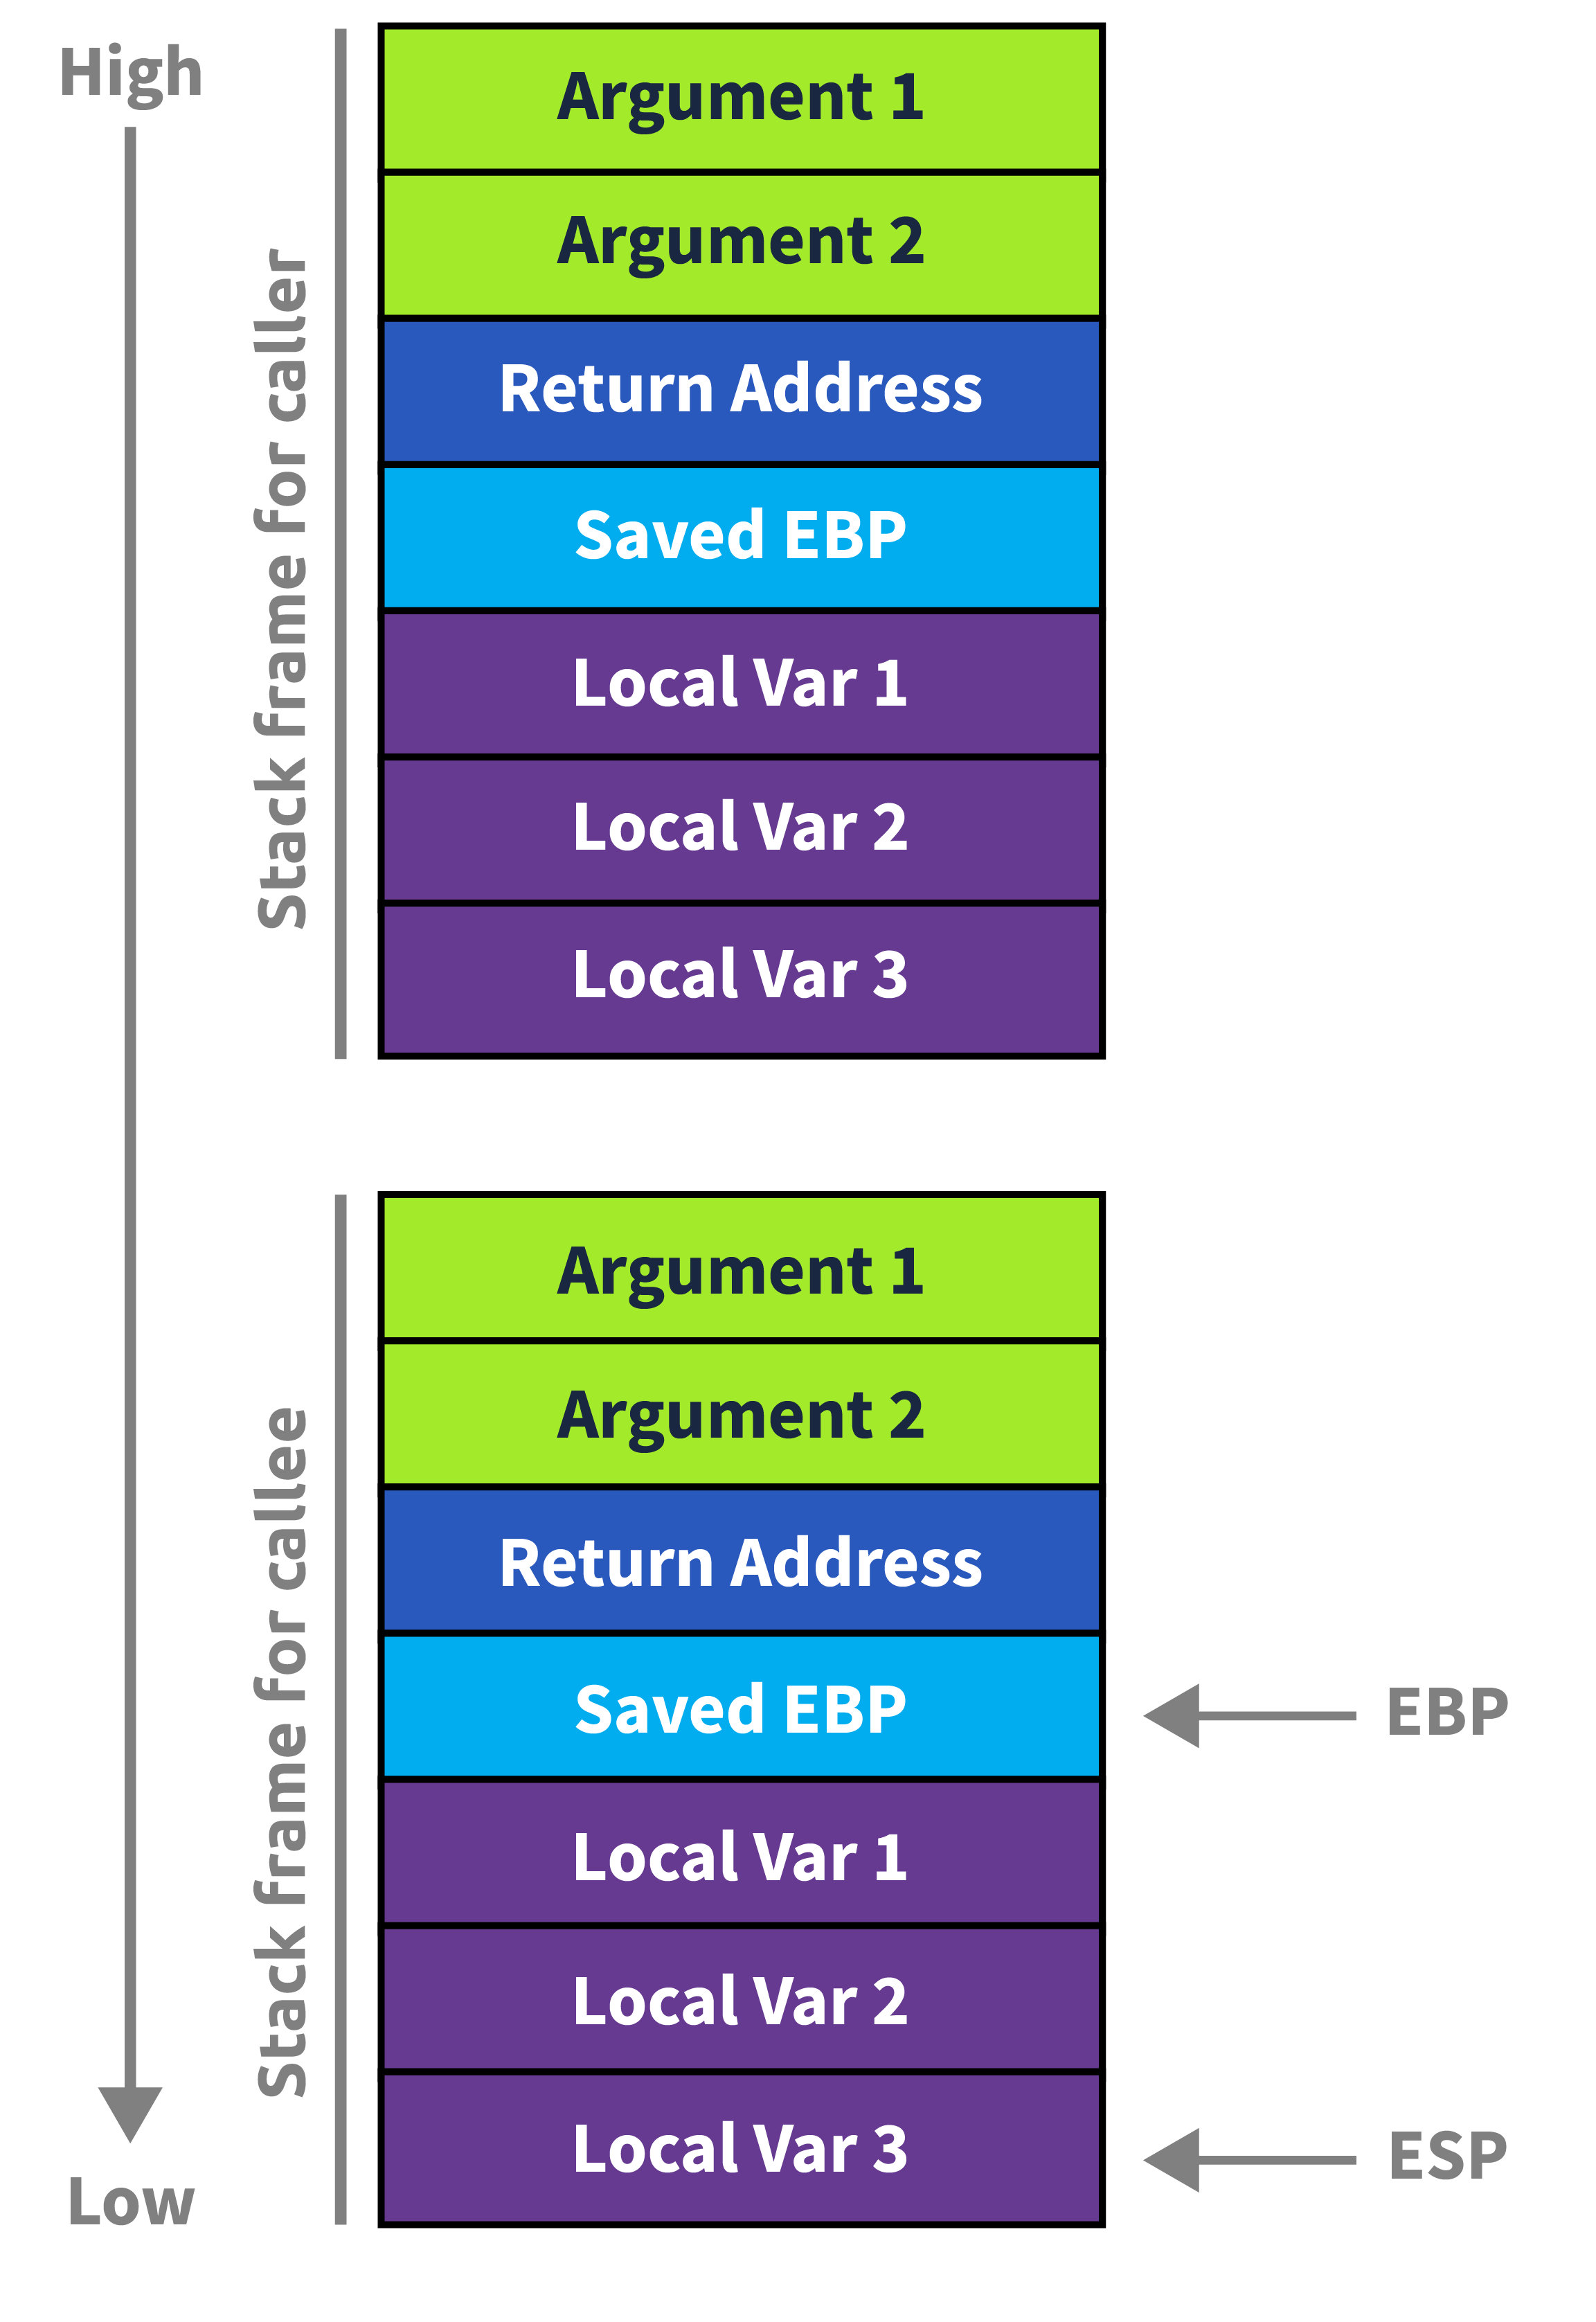 High
Stack frame for caller
Argument 1
Argument 2
Return Address
Saved EBP
Local Var 1
Local Var 2
Local Var 3
Stack frame for callee
Argument 1
Argument 2
Return Address
Saved EBP
EBP
Local Var 1
Local Var 2
Local Var 3
ESP
Low